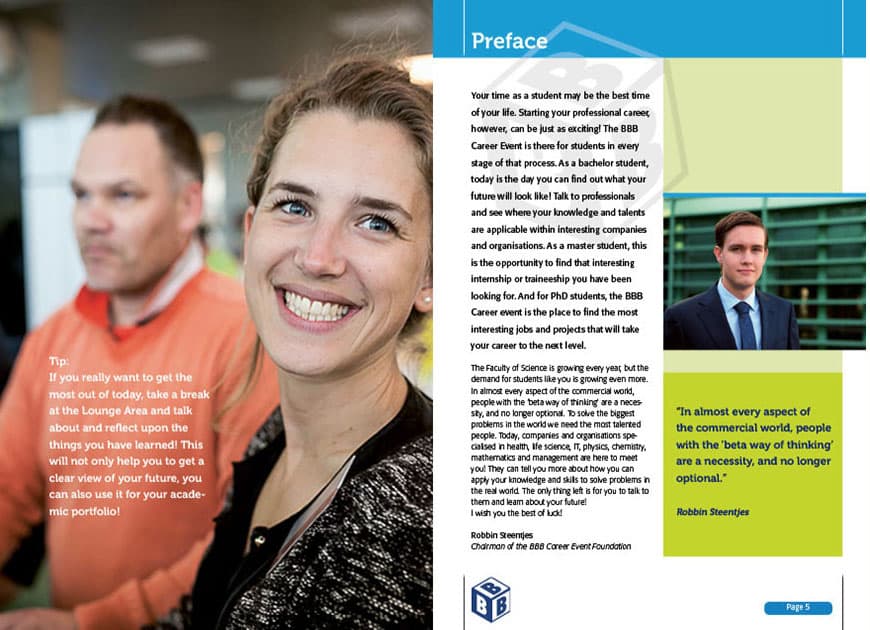 Tip:
If you really want to get the
most out of today, take a break
at the Lounge Area and talk
about and reflect upon the
things you have learned! This
will not only help you to get a
clear view of your future, you
can also use it for your acade-
mic portfolio!
Preface
Your time as a student may be the best time
of your life. Starting your professional career,
however, can be just as exciting! The BBB
Career Event is there for students in every
stage of that process. As a bachelor student,
today is the day you can find out what your
future will look like! Talk to professionals
and see where your knowledge and talents
are applicable within interesting companies
and organisations. As a master student, this
is the opportunity to find that interesting
internship or traineeship you have been
looking for. And for PhD students, the BBB
Career event is the place to find the most
interesting jobs and projects that will take
your career to the next level.
The Faculty of Science is growing every year, but the
demand for students like you is growing even more.
In almost every aspect of the commercial world,
people with the 'beta way of thinking' are a neces-
sity, and no longer optional. To solve the biggest
problems in the world we need the most talented
people. Today, companies and organisations spe-
cialised in health, life science, IT, physics, chemistry,
mathematics and management are here to meet
you! They can tell you more about how you can
apply your knowledge and skills to solve problems in
the real world. The only thing left is for you to talk to
them and learn about your future!
I wish you the best of luck!
Robbin Steentjes
Chairman of the BBB Career Event Foundation
"In almost every aspect of
the commercial world, people
with the 'beta way of thinking'
are a necessity, and no longer
optional."
Robbin Steentjes
BBB
BBB
Page 5